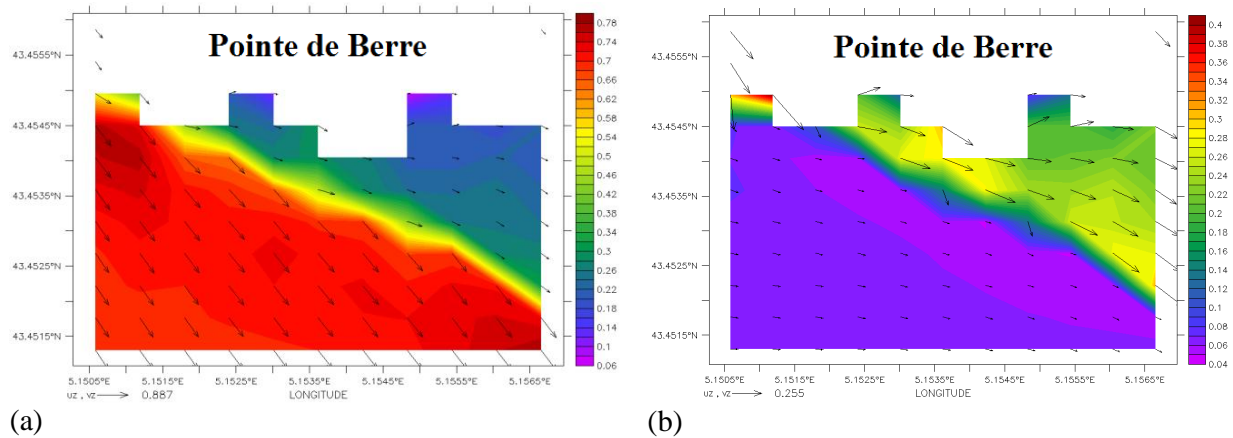 Pointe de Berre
43.4555°N
43.4545°N
43.4535°N
43.4525°N
43.4515°N
5.1505°E 5.1515°E 5.1525°E 5.1535°E 5.1545°E 5.1555°E 5.1565°E
LONGITUDE
uz , vz 0.887
0.78
0.74
0.7
0.66
0.62
0.58
0.54
0.5
0.46
0.42
0.38
0.34
0.3
0.26
0.22
0.18
0.14
0.1
0.06
(a)
Pointe de Berre
43.4555°N
43.4545°N
43.4535°N
43.4525°N
43.4515°N
5.1505°E 5.1515°E 5.1525°E 5.1535°E 5.1545°E 5.1555°E 5.1665°E
LONGITUDE
uz , vz 0.255
0.4
0.38
0.36
0.34
0.32
0.3
0.28
0.26
0.24
0.22
0.2
0.18
0.16
0.14
0.12
0.1
0.08
0.06
0.04
(b)